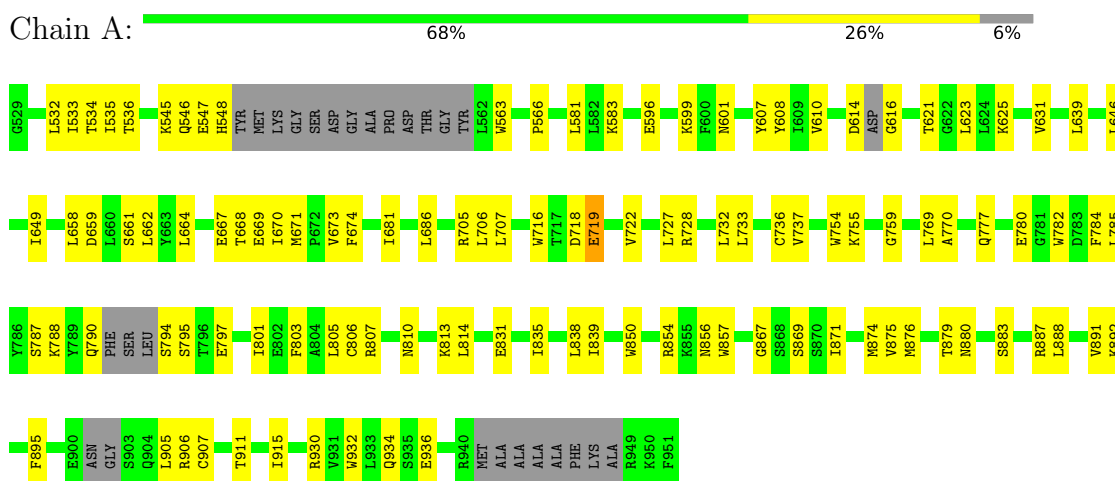 Chain A:
68% 26% 6%
G529 L532 I533 T534 I535 T536 K545 Q546 E547 H548 TYR MET LYS GLY SER ASP GLY ALA PRO ASP THR GLY TYR L562 W563 P566 L581 L582 K583 E596 K599 F600 N601 Y607 Y608 I609 V610 D614 ASP G616 T621 G622 L623 L624 K625 V631 L639 L646
I649 L658 D659 L660 S661 L662 Y663 L664 E667 T668 E669 I670 M671 P672 V673 F674 I681 L686 R705 L706 L707 W716 T717 D718 E719 V722 L727 R728 L732 L733 C736 V737 W754 K755 G759 L769 A770 Q777 E780 G781 W782 D783 F784 L785
Y786 S787 K788 Y789 Q790 PHE SER LEU S794 S795 T796 E797 I801 E802 F803 A804 L805 C806 R807 N810 K813 L814 E831 I835 L838 I839 W850 R854 K855 N856 W857 G867 S868 S869 S870 I871 M874 V875 M876 T879 N880 S883 R887 L888 V891
F895 E900 ASN GLY S903 Q904 L905 R906 C907 T911 I915 R930 V931 W932 L933 Q934 S935 E936 R940 MET ALA ALA ALA ALA PHE LYS ALA R949 K950 F951